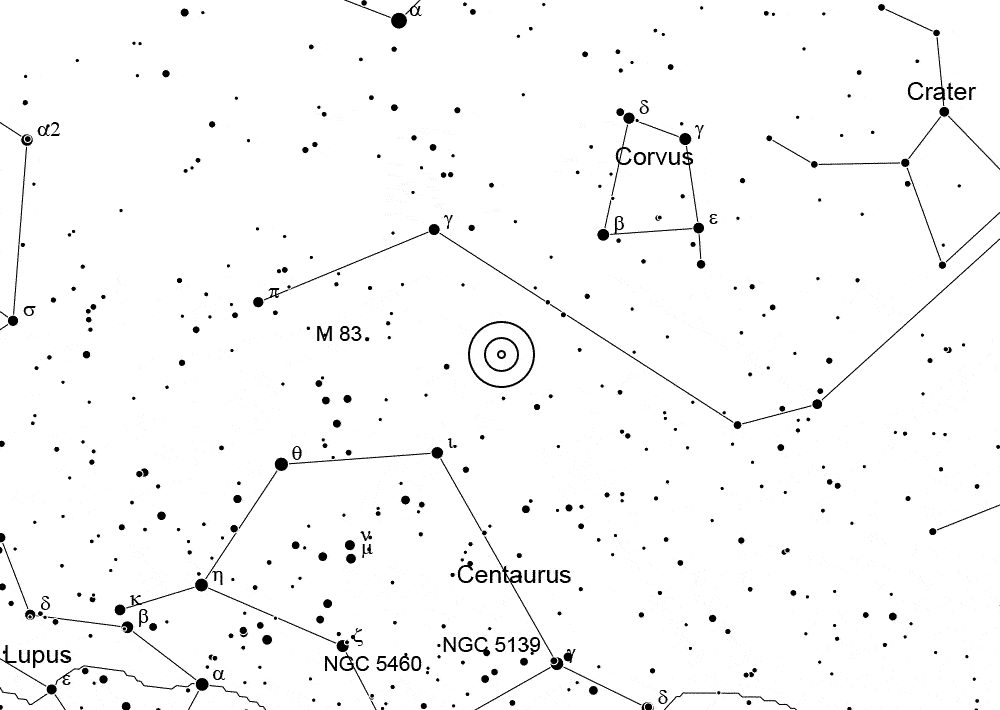 α
α2
δ
γ
Crater
Corvus
β
ε
γ
π
σ
M 83
θ
ι
ν
μ
η
Centaurus
κ
δ
β
ζ
NGC 5139
γ
NGC 5460
Lupus
ε
α
δ